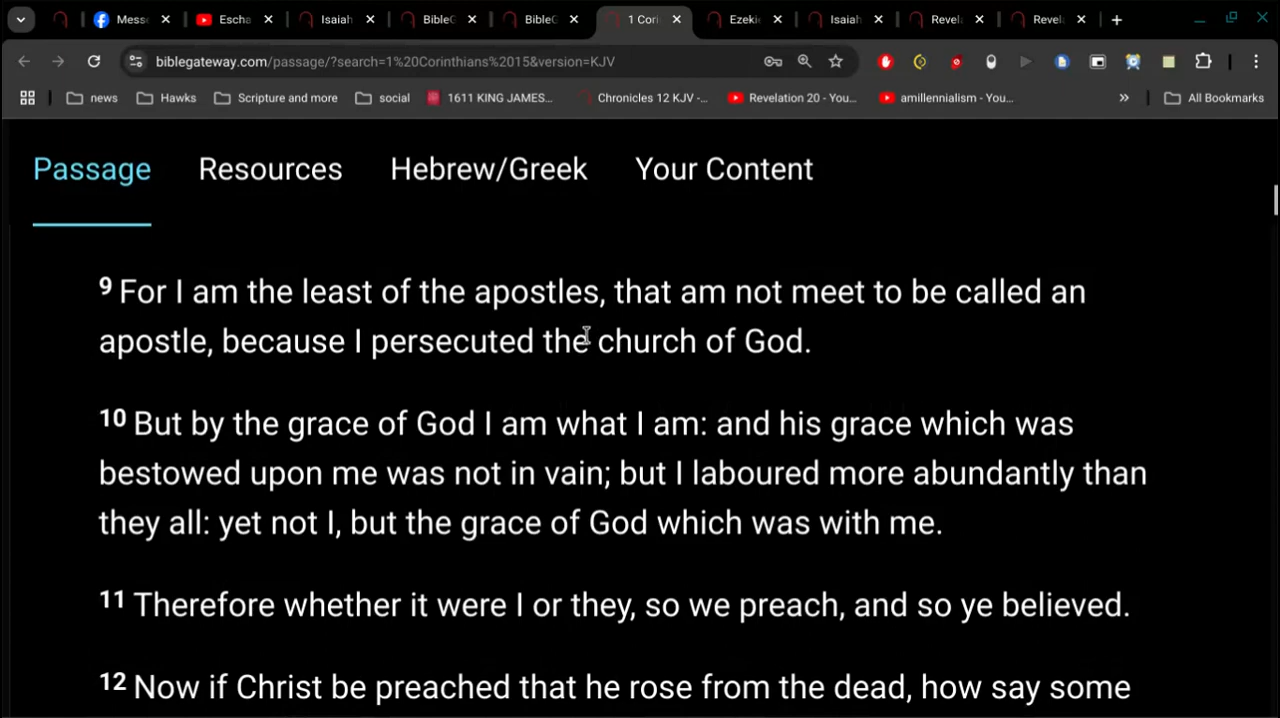 Mess
Escha
Isaiah
BibleG
BibleG
1 Cori
Ezekie
Isaiah
Revela
Revel
biblegateway.com/passage/?search=1%20Corinthians%2015&version=KJV
news
Hawks
Scripture and more
social
1611 KING JAMES...
Chronicles 12 KJV -...
Revelation 20 - You...
amillennialism - You...
All Bookmarks
Passage
Resources
Hebrew/Greek
Your Content
9 For I am the least of the apostles, that am not meet to be called an
apostle, because I persecuted the church of God.
10 But by the grace of God I am what I am: and his grace which was
bestowed upon me was not in vain; but I laboured more abundantly than
they all: yet not I, but the grace of God which was with me.
11 Therefore whether it were I or they, so we preach, and so ye believed.
12 Now if Christ be preached that he rose from the dead, how say some